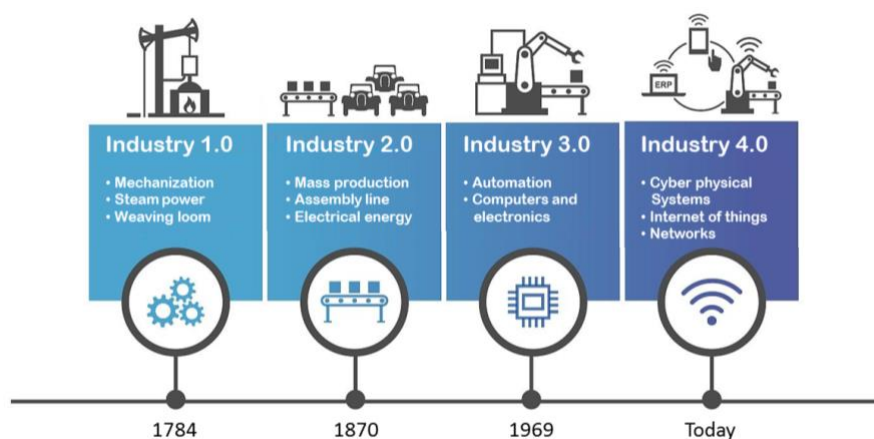 ERP
Industry 1.0
• Mechanization
• Steam power
• Weaving loom
Industry 2.0
• Mass production
• Assembly line
• Electrical energy
Industry 3.0
• Automation
• Computers and
electronics
Industry 4.0
• Cyber physical
Systems
• Internet of things
• Networks
1784
1870
1969
Today